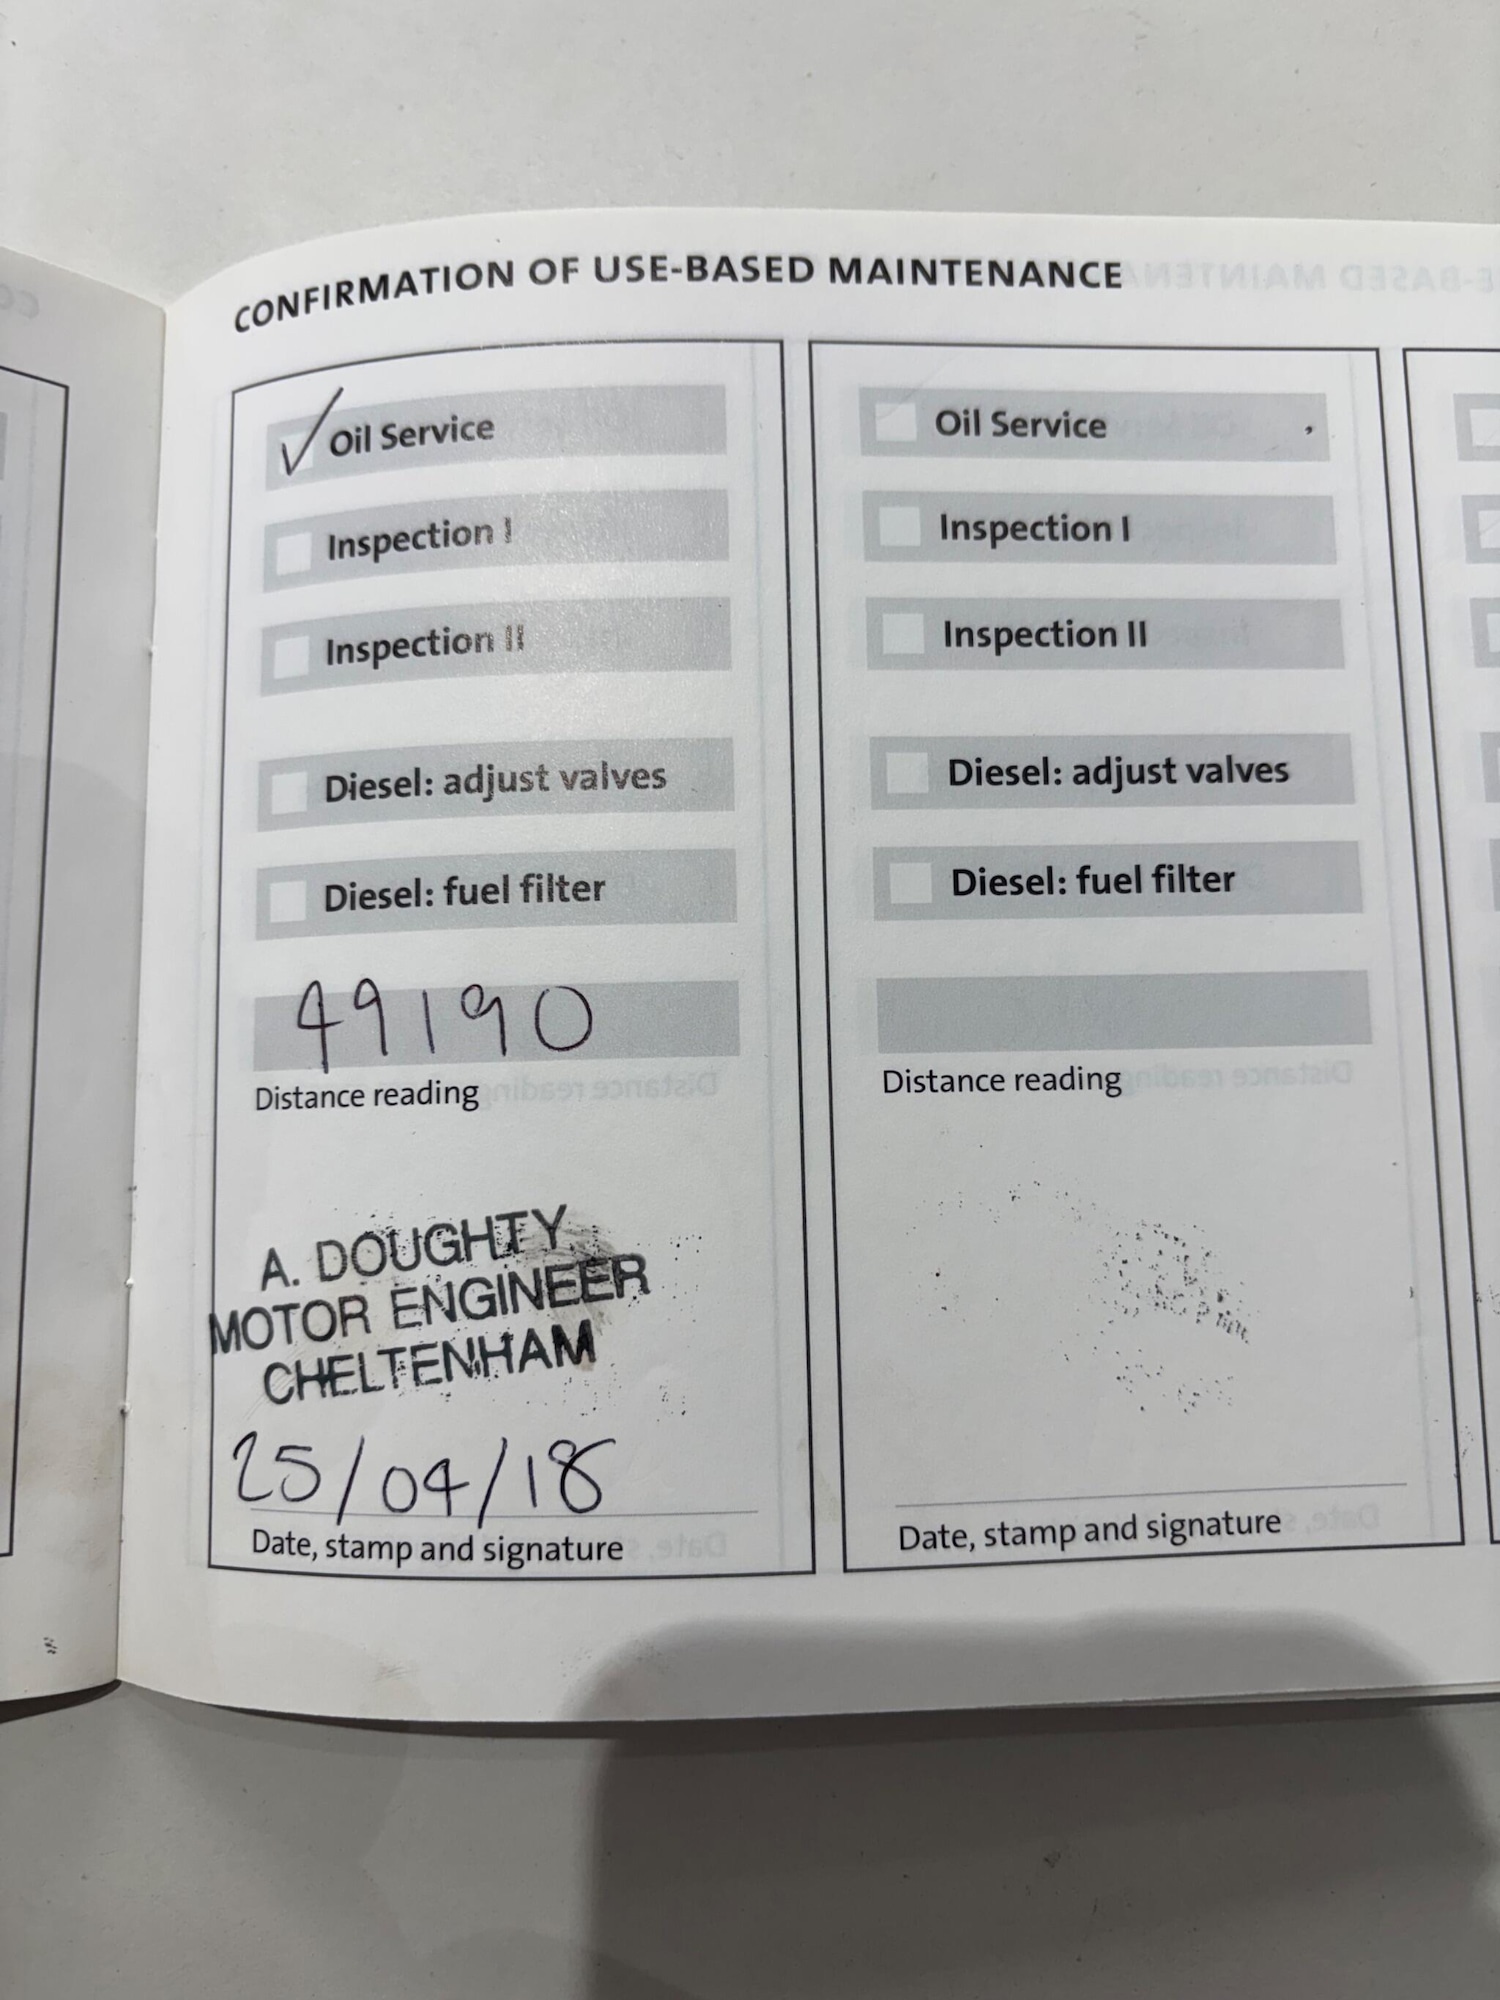 CONFIRMATION OF USE-BASED MAINTENANCE
Oil Service
Inspection I
Inspection II
Diesel: adjust valves
Diesel: fuel filter
49190
Distance reading
A. DOUGHTY
MOTOR ENGINEER
CHELTENHAM
25/04/18
Date, stamp and signature
Oil Service
Inspection I
Inspection II
Diesel: adjust valves
Diesel: fuel filter
Distance reading
Date, stamp and signature